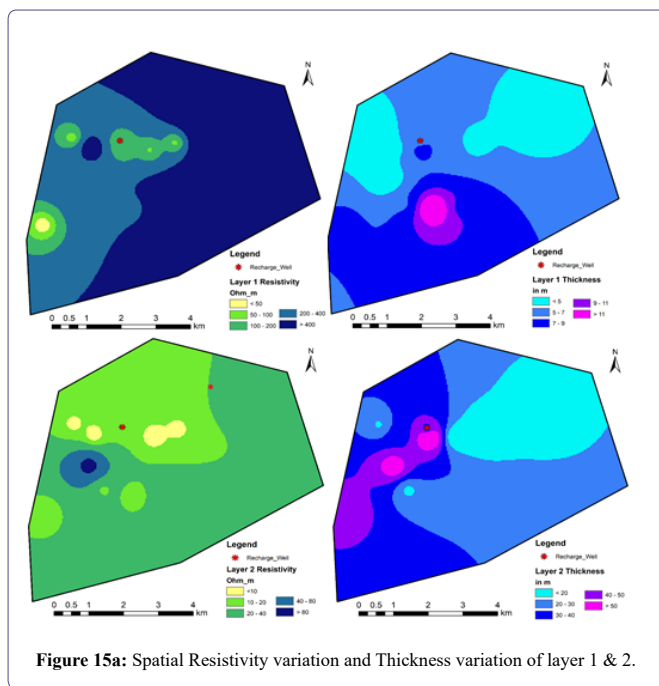 N
Legend
Recharge_Well
Layer 1 Resistivity
Ohm_m
< 50
50 - 100
100 - 200
200 - 400
> 400
0 0.5 1 2 3 4
km
N
Legend
Recharge_Well
Layer 1 Thickness
in m
< 5
5 - 7
7 - 9
9 - 11
> 11
0 0.5 1 2 3 4
km
N
Legend
Recharge_Well
Layer 2 Resistivity
Ohm_m
<10
10 - 20
20 - 40
40 - 80
> 80
0 0.5 1 2 3 4
km
N
Legend
Recharge_Well
Layer 2 Thickness
in m
< 20
20 - 30
30 - 40
40 - 50
> 50
0 0.5 1 2 3 4
km
Figure 15a: Spatial Resistivity variation and Thickness variation of layer 1 & 2.